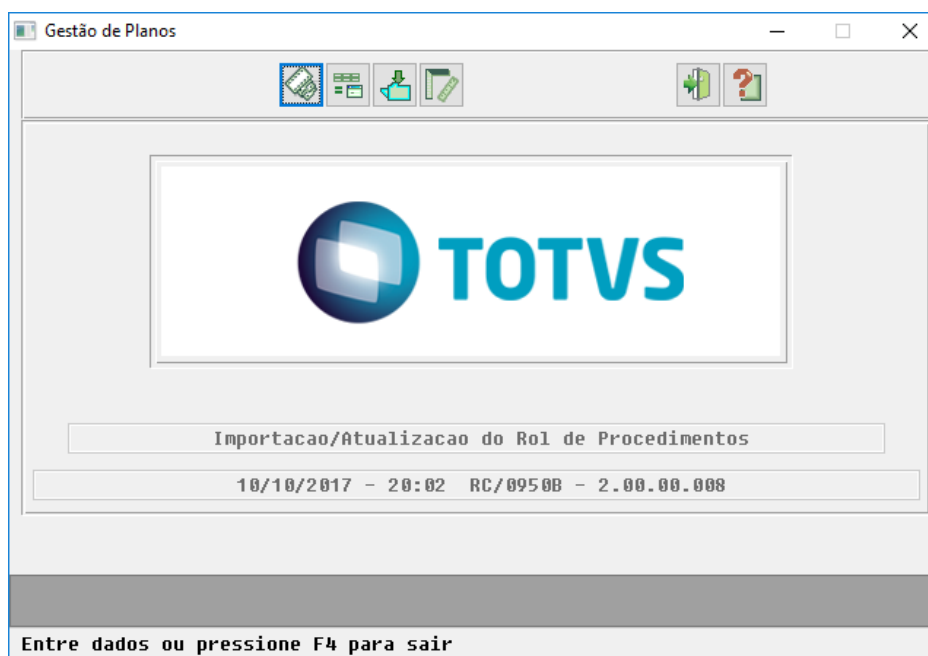 Gestão de Planos
TOTVS
Importacao/Atualizacao do Rol de Procedimentos
10/10/2017 - 20:02 RC/0950B - 2.00.00.008
Entre dados ou pressione F4 para sair